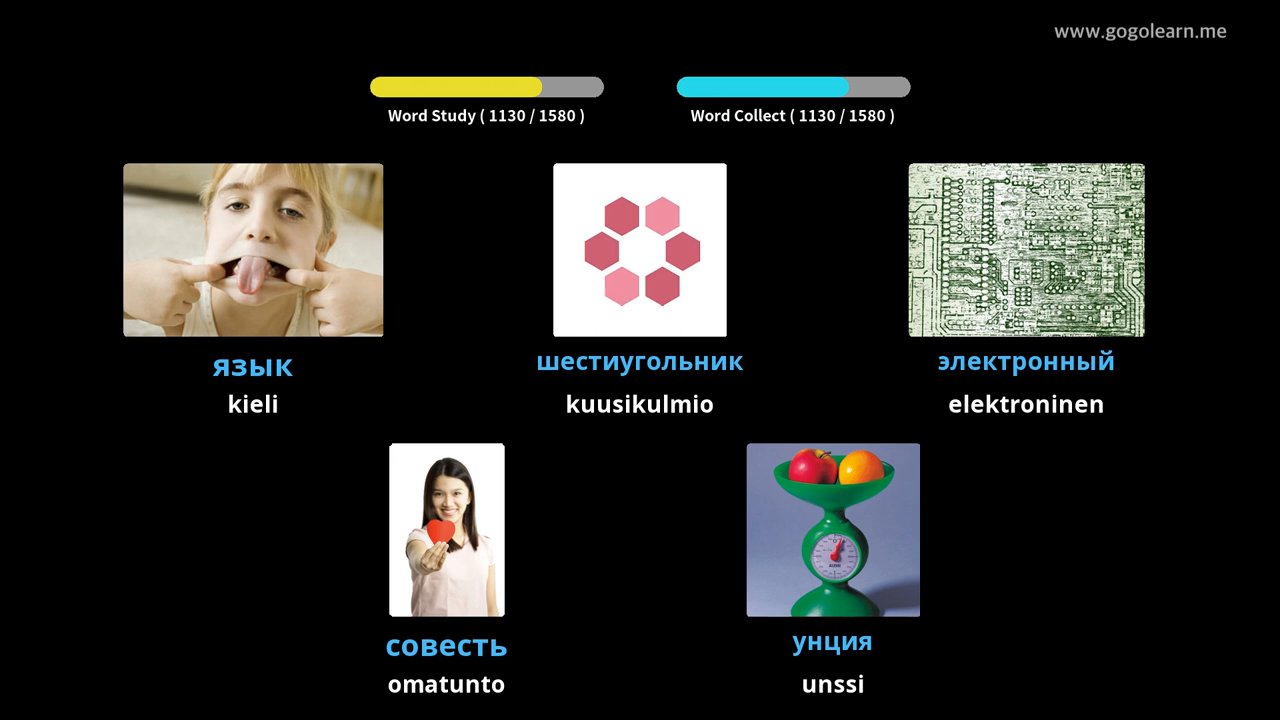 www.gogolearn.me
Word Study ( 1130 / 1580 )
Word Collect ( 1130 / 1580 )
язык
kieli
шестиугольник
kuusikulmio
электронный
elektroninen
совесть
omatunto
унция
unssi